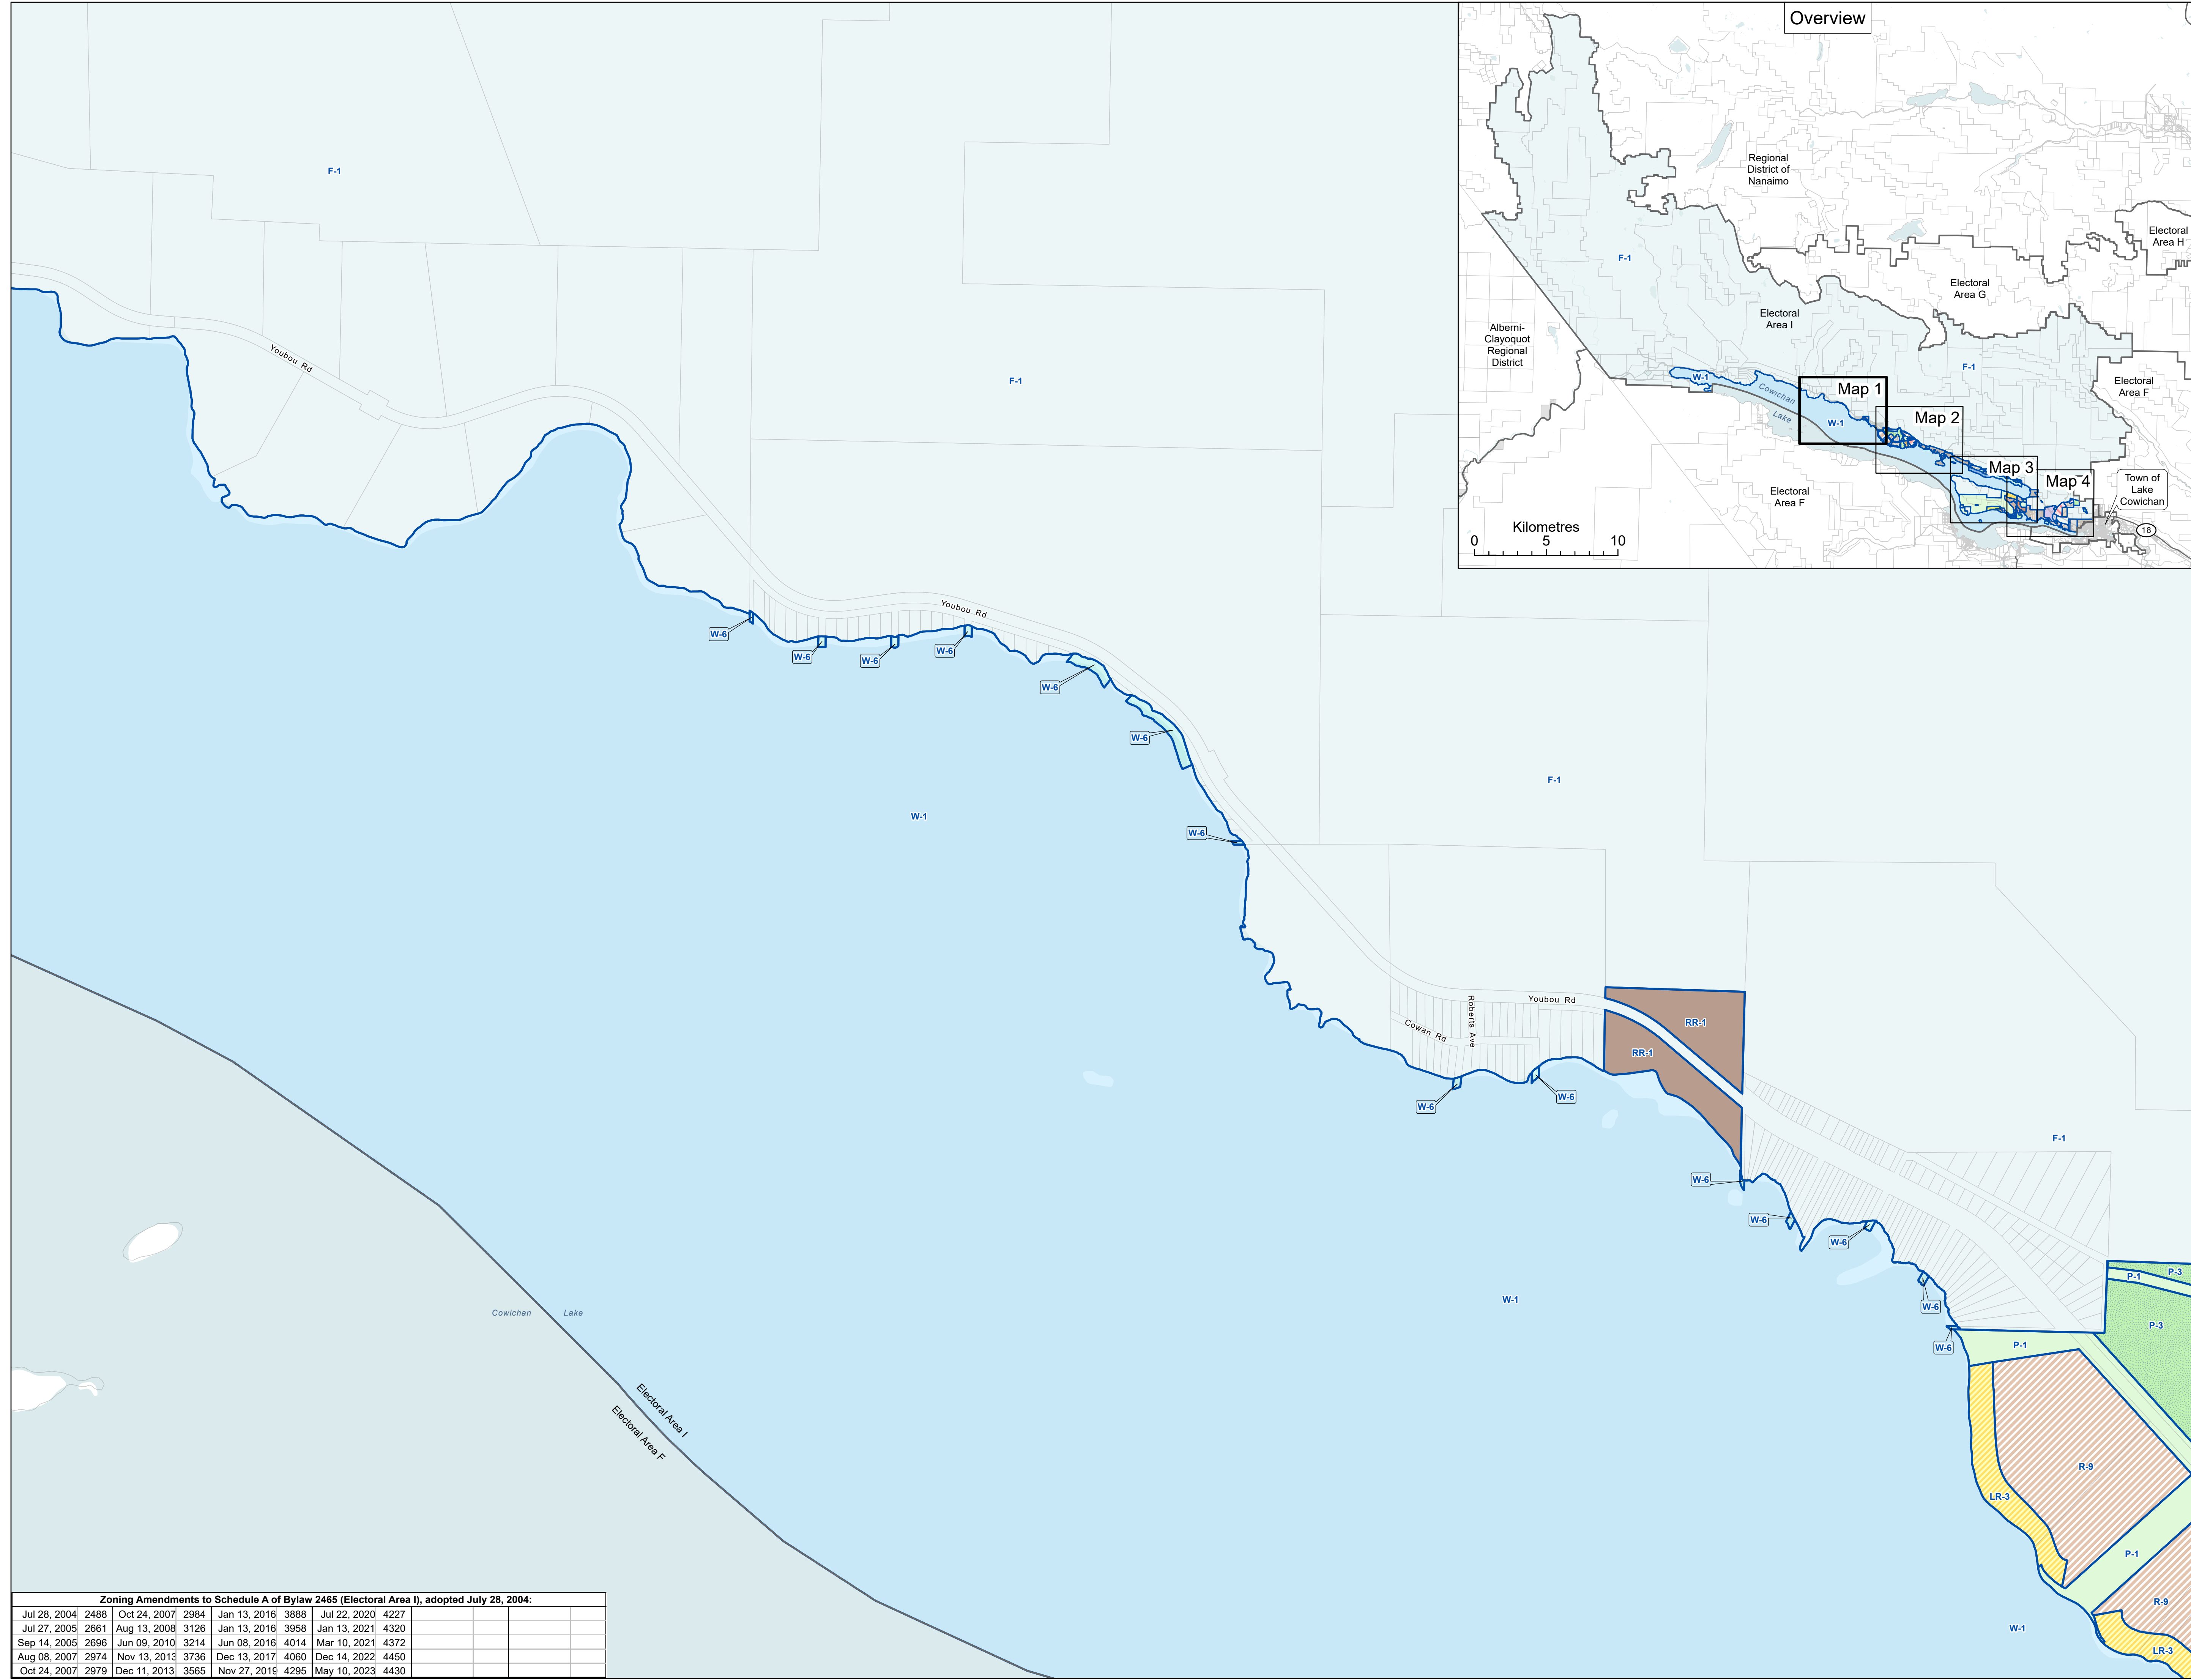 Overview
Regional
District of
Nanaimo
Electoral
Area H
F-1
Electoral
Area G
Electoral
Area I
Alberni-
Clayoquot
Regional
District
F-1
Electoral
Area F
W-1
Cowichan
Lake
W-1
Map 1
Map 2
Map 3
Map 4
Town of
Lake
Cowichan
18
Electoral
Area F
Kilometres
0 5 10
F-1
Youbou Rd
F-1
Youbou Rd
W-6
W-6
W-6
W-6
W-6
W-6
F-1
W-1
W-6
Youbou Rd
Roberts Ave
Cowan Rd
RR-1
RR-1
W-6
W-6
F-1
W-6
W-6
W-6
P-3
P-1
W-1
W-6
Cowichan Lake
P-3
W-6
P-1
Electoral Area I
Electoral Area F
R-9
LR-3
P-1
R-9
W-1
LR-3
Zoning Amendments to Schedule A of Bylaw 2465 (Electoral Area I), adopted July 28, 2004:
Jul 28, 2004 2488 Oct 24, 2007 2984 Jan 13, 2016 3888 Jul 22, 2020 4227
Jul 27, 2005 2661 Aug 13, 2008 3126 Jan 13, 2016 3958 Jan 13, 2021 4320
Sep 14, 2005 2696 Jun 09, 2010 3214 Jun 08, 2016 4014 Mar 10, 2021 4372
Aug 08, 2007 2974 Nov 13, 2013 3736 Dec 13, 2017 4060 Dec 14, 2022 4450
Oct 24, 2007 2979 Dec 11, 2013 3565 Nov 27, 2019 4295 May 10, 2023 4430